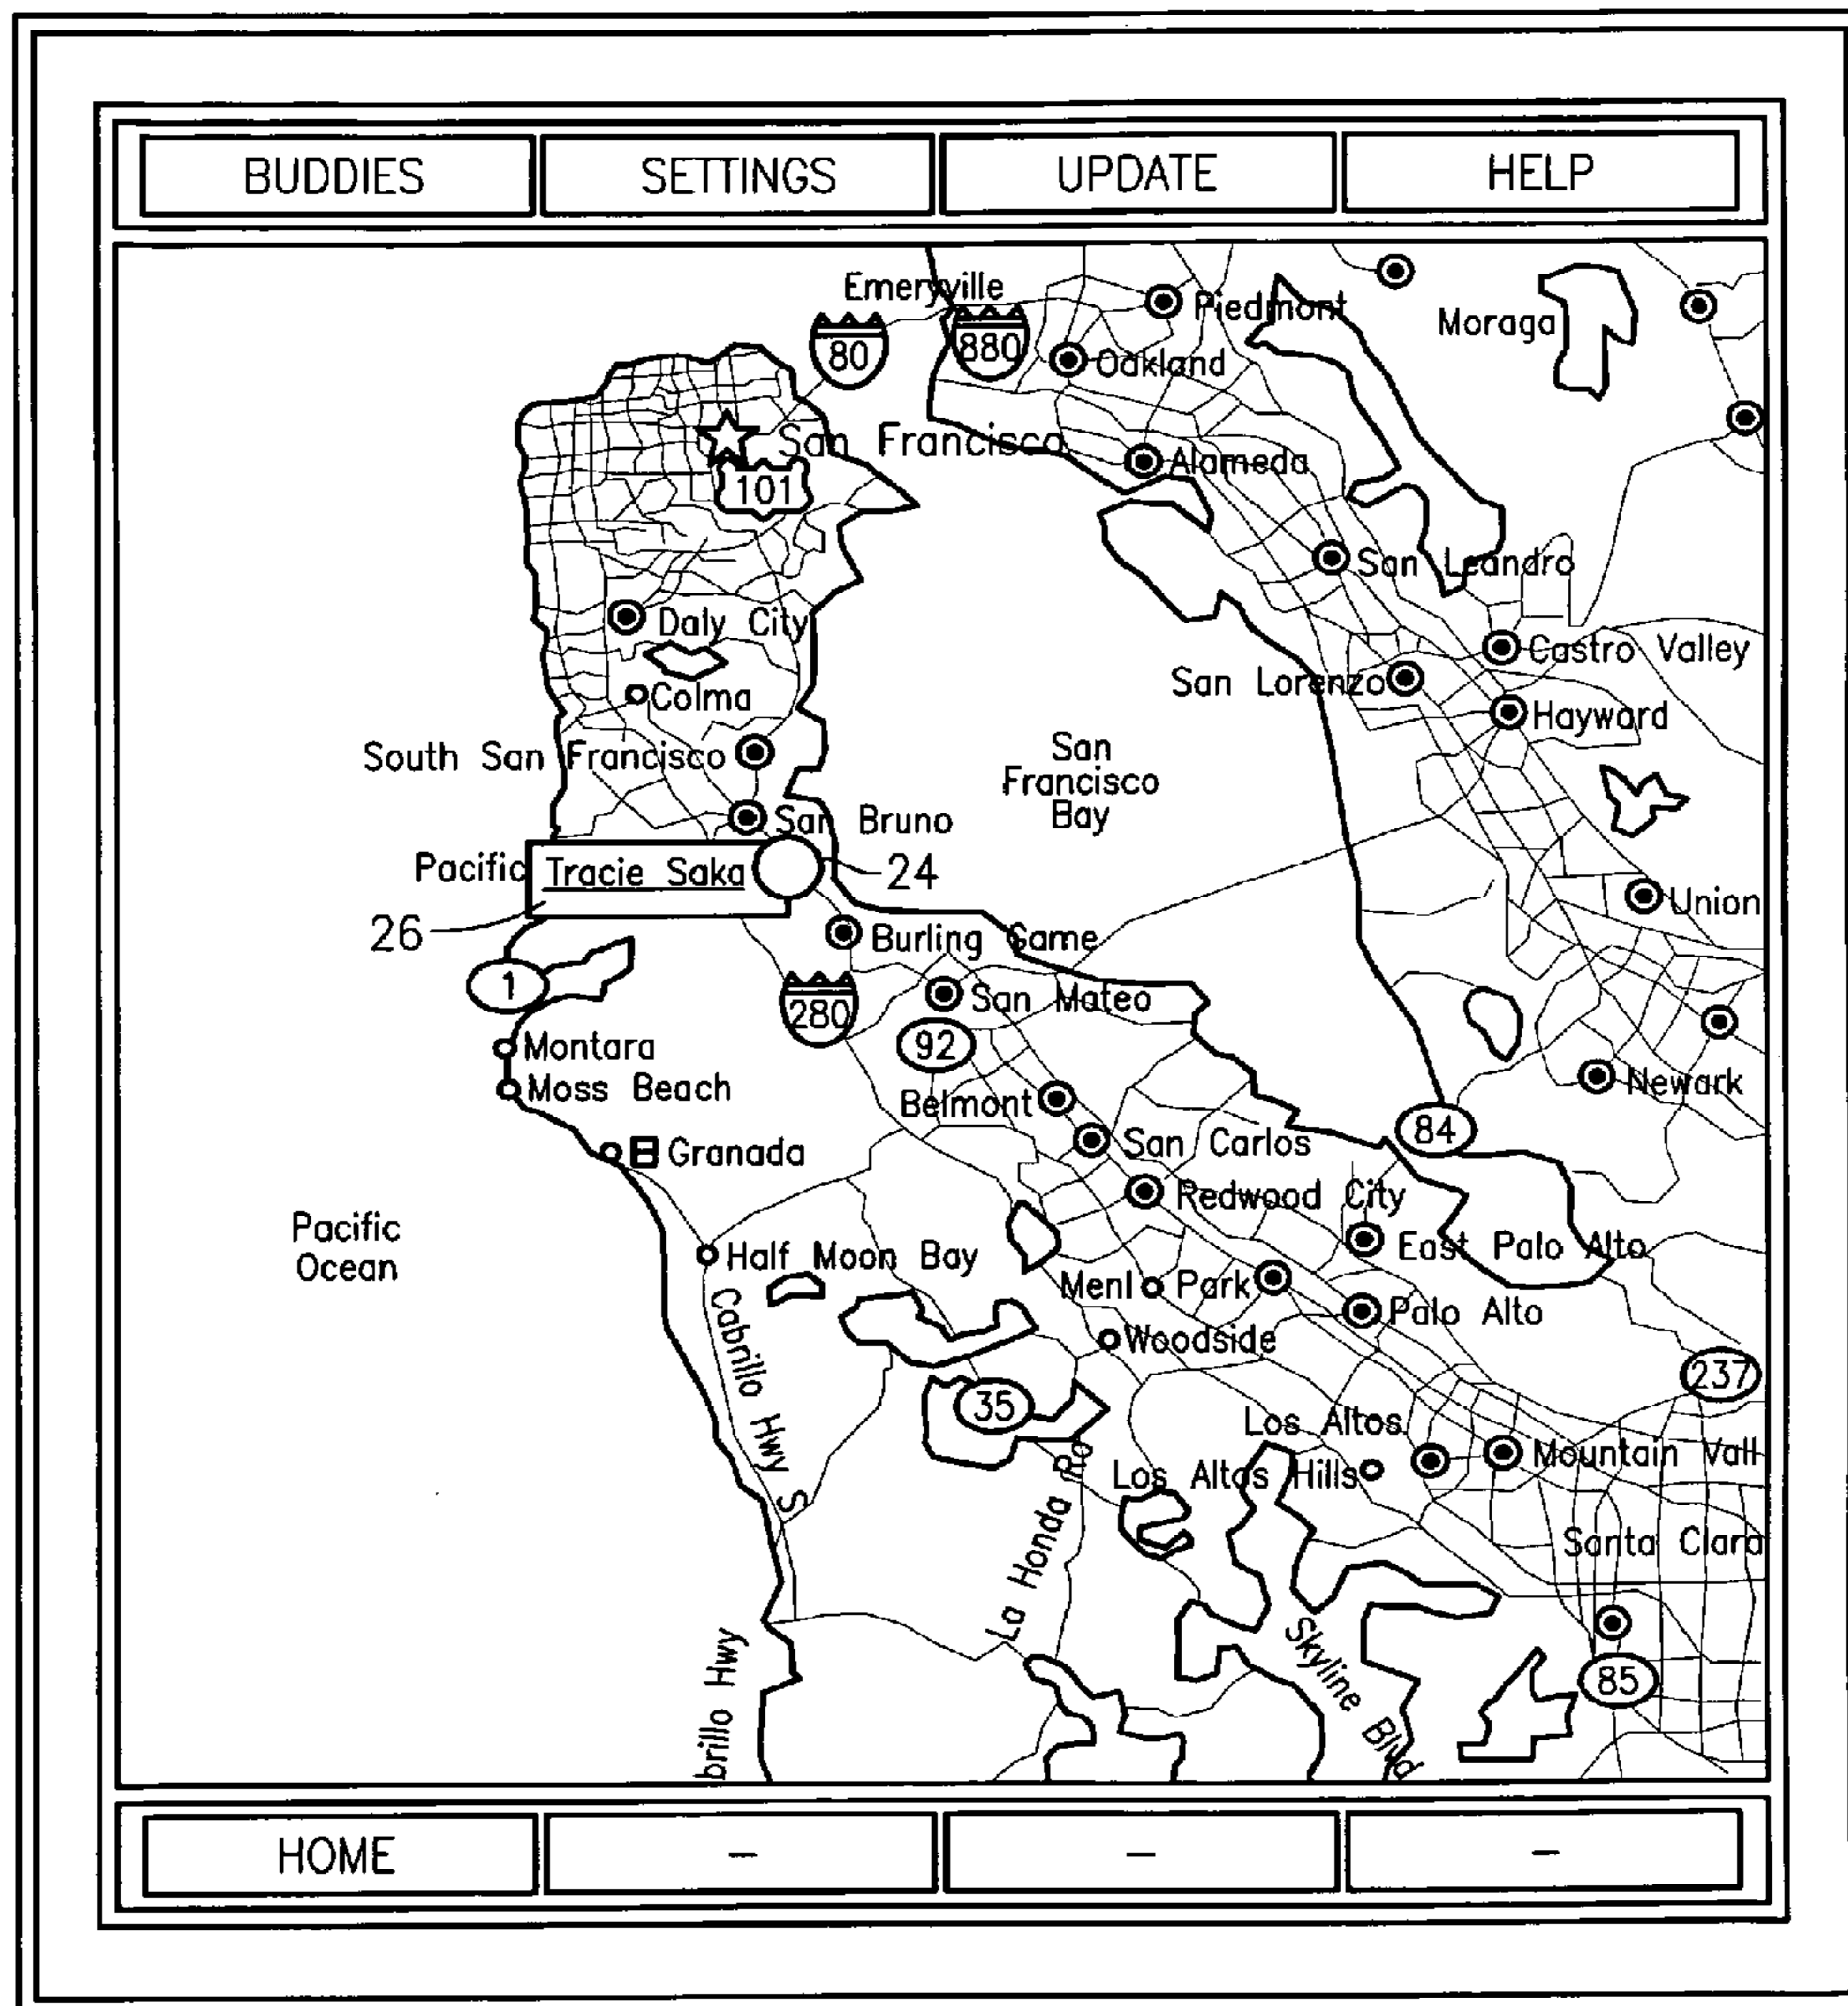 BUDDIES
SETTINGS
UPDATE
HELP
Emeryville
Piedmont
Moraga
80
880
Oakland
San Francisco
Alameda
101
San Leandro
Daly City
Castro Valley
San Lorenzo
Colma
Hayward
South San Francisco
San
Francisco
Bay
San Bruno
Pacific
Tracie Saka
24
Union
26
Burling Game
1
280
San Mateo
92
Montara
Moss Beach
Newark
Belmont
84
San Carlos
Granada
Redwood City
Pacific
Ocean
Half Moon Bay
East Palo Alto
Menl Park
Palo Alto
Woodside
Cabrillo Hwy S
237
35
Los Altos
Mountain Vall
Los Altos Hills
La Honda Ro
Santa Clara
Skyline Blvd
85
brillo Hwy
HOME
–
–
–